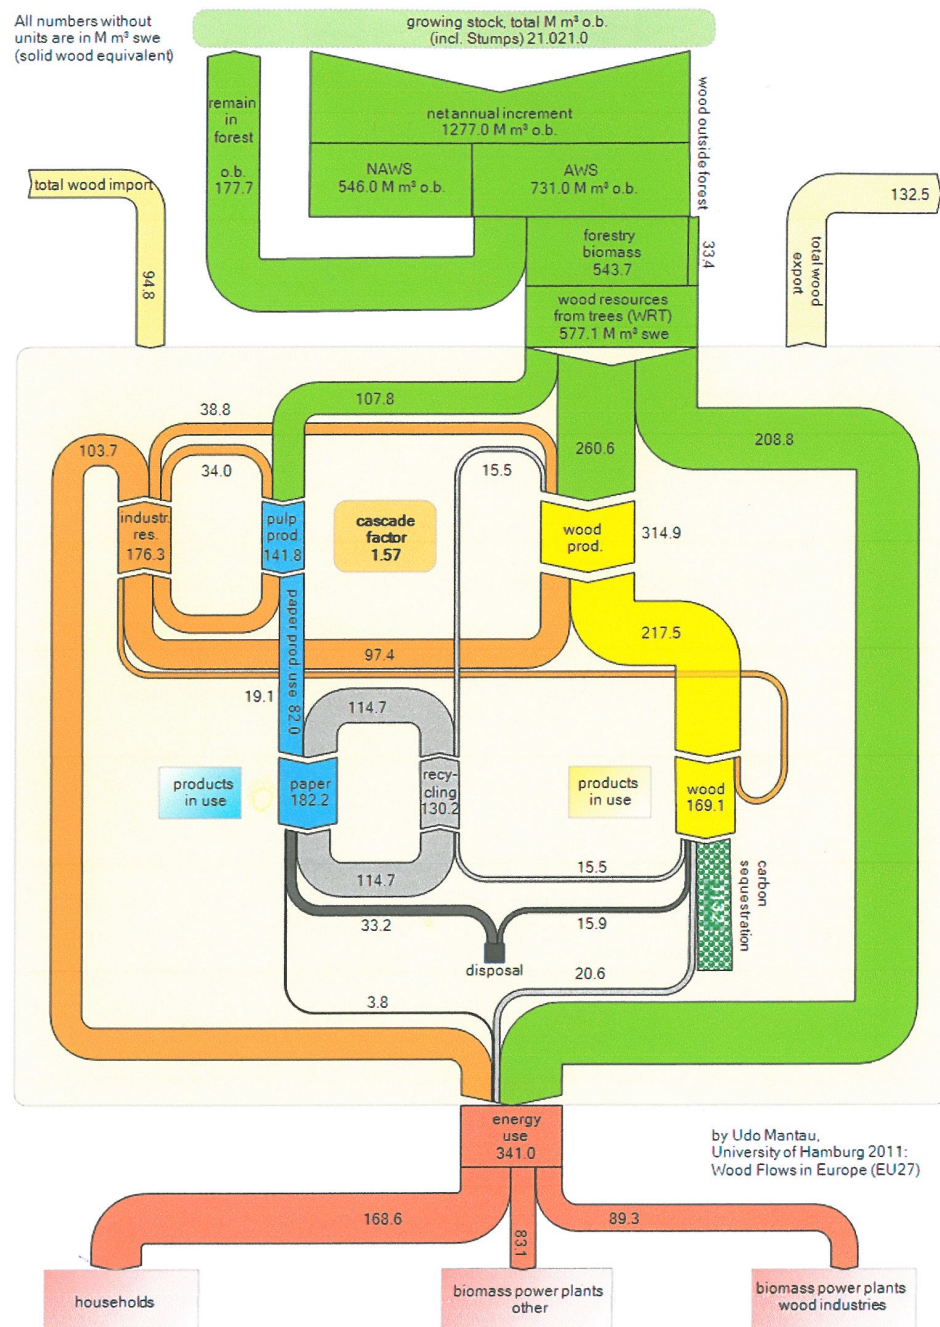 All numbers without
units are in M m³ swe
(solid wood equivalent)
growing stock, total M m³ o.b.
(incl. Stumps) 21.021.0
remain
in
forest
o.b.
177.7
net annual increment
1277.0 M m³ o.b.
wood outside forest
NAWS
546.0 M m³ o.b.
AWS
731.0 M m³ o.b.
total wood import
94.8
132.5
total wood
export
forestry
biomass
543.7
33.4
wood resources
from trees (WRT)
577.1 M m³ swe
107.8
38.8
103.7
34.0
15.5
260.6
208.8
industr.
res.
176.3
pulp
prod.
141.8
cascade
factor
1.57
wood
prod.
314.9
paper prod. use 82.0
217.5
97.4
19.1
114.7
products
in use
paper
182.2
recy-
cling
130.2
products
in use
wood
169.1
114.7
15.5
carbon
sequestration
33.2
15.9
disposal
20.6
3.8
energy
use
341.0
by Udo Mantau,
University of Hamburg 2011:
Wood Flows in Europe (EU27)
168.6
83.1
89.3
households
biomass power plants
other
biomass power plants
wood industries